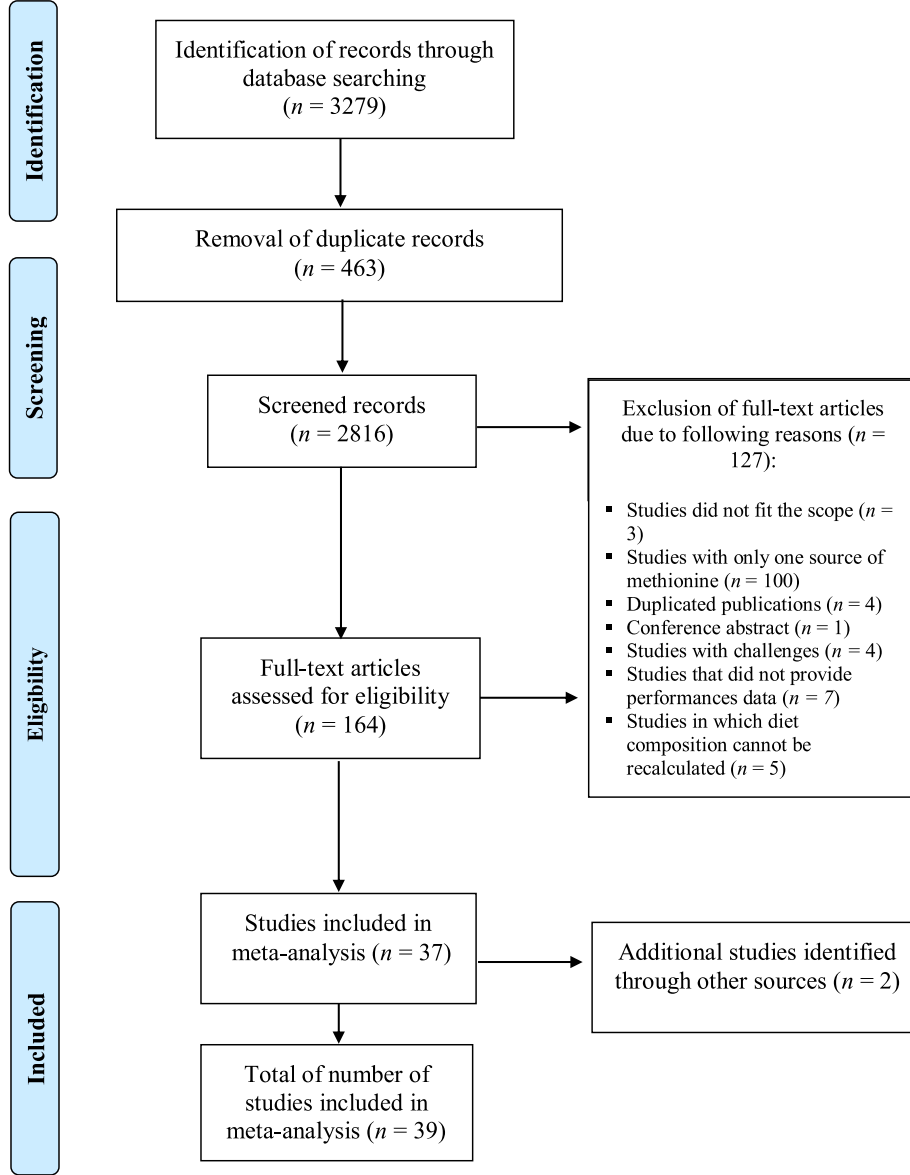 Identification
Identification of records through
database searching
(n = 3279)
Removal of duplicate records
(n = 463)
Screening
Screened records
(n = 2816)
Exclusion of full-text articles
due to following reasons (n =
127):
▪ Studies did not fit the scope (n =
3)
▪ Studies with only one source of
methionine (n = 100)
▪ Duplicated publications (n = 4)
▪ Conference abstract (n = 1)
▪ Studies with challenges (n = 4)
▪ Studies that did not provide
performances data (n = 7)
▪ Studies in which diet
composition cannot be
recalculated (n = 5)
Eligibility
Full-text articles
assessed for eligibility
(n = 164)
Included
Studies included in
meta-analysis (n = 37)
Additional studies identified
through other sources (n = 2)
Total of number of
studies included in
meta-analysis (n = 39)